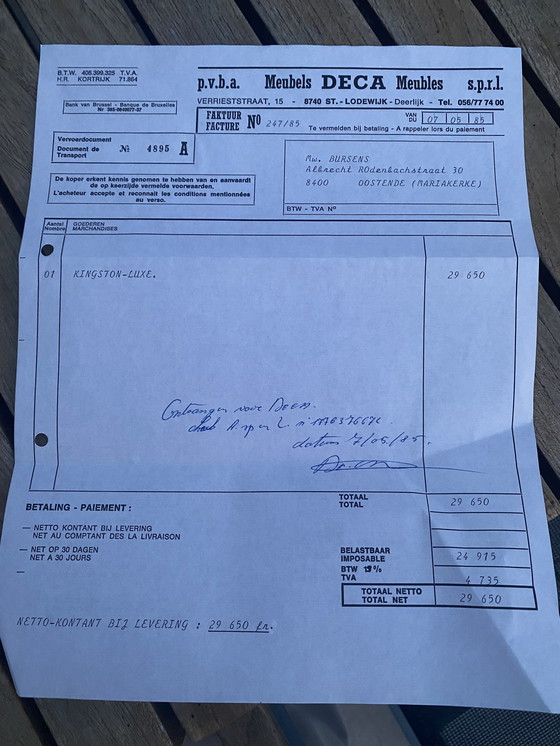 B.T.W. 405.399.325 T.V.A.
H.R. KORTRIJK 71.864
p.v.b.a. Meubels DECA Meubles s.p.r.l.
VERRIESTSTRAAT, 15 - 8740 ST.-LODEWIJK-Deerlijk - Tel. 056/77 74 00
Bank van Brussel - Banque de Bruxelles
FAKTUUR
FACTURE No 247/85
VAN
DU 07 05 85
Te vermelden bij betaling - A rappeler lors du paiement
Vervoerdocument
Document de
Transport No 4895 A
Mw. BURSENS
Albrecht ROdenbachstraat 30
8400 OOSTENDE (MARIAKERKE)
BTW - TVA No
De koper erkent kennis genomen te hebben van en aanvaardt
de op keerzijde vermelde voorwaarden.
L'acheteur accepte et reconnait les conditions mentionnées
au verso.
Aantal
Nombre
GOEDEREN
MARCHANDISES
01 KINGSTON-LUXE. 29 650
Ontvangen voor Deca.
datum 7/05/85.
BETALING - PAIEMENT :
— NETTO KONTANT BIJ LEVERING
NET AU COMPTANT DES LA LIVRAISON
— NET OP 30 DAGEN
NET A 30 JOURS
—
TOTAAL
TOTAL 29 650
BELASTBAAR
IMPOSABLE 24 915
BTW 19 %
TVA 4 735
TOTAAL NETTO
TOTAL NET 29 650
NETTO-KONTANT BIJ LEVERING : 29 650 fr.